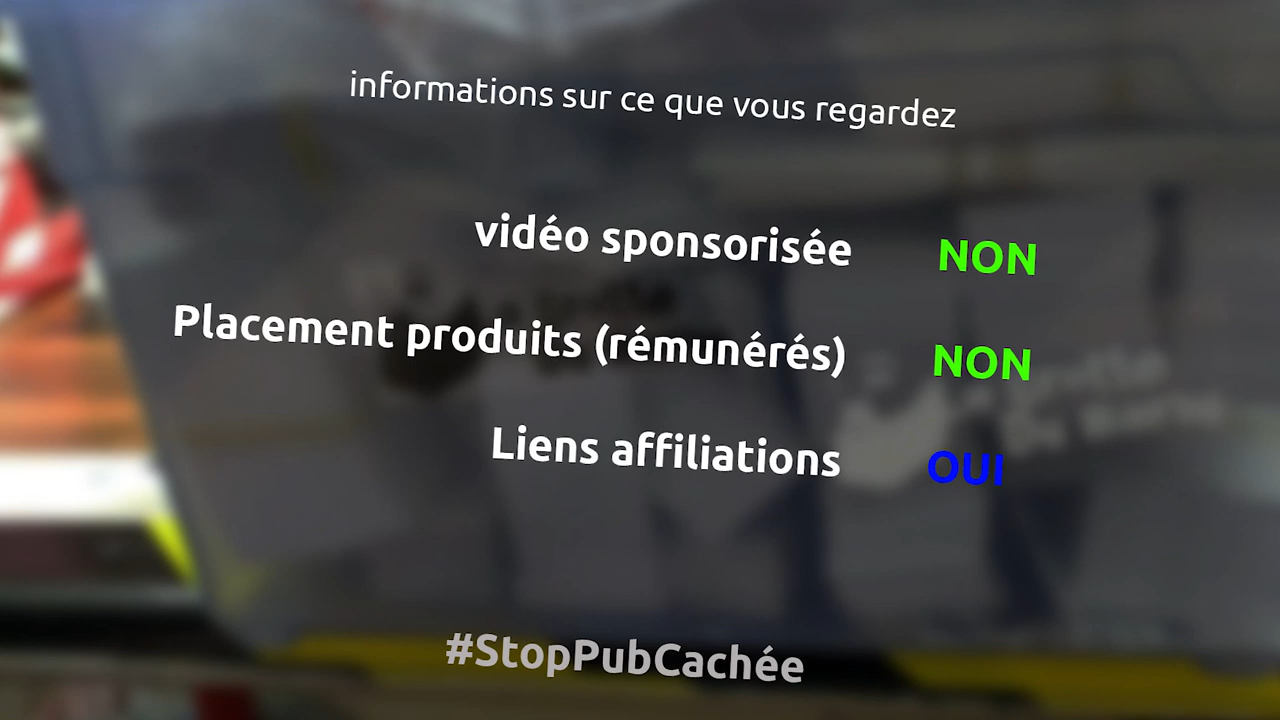 informations sur ce que vous regardez
vidéo sponsorisée NON
Placement produits (rémunérés) NON
Liens affiliations OUI
#StopPubCachée